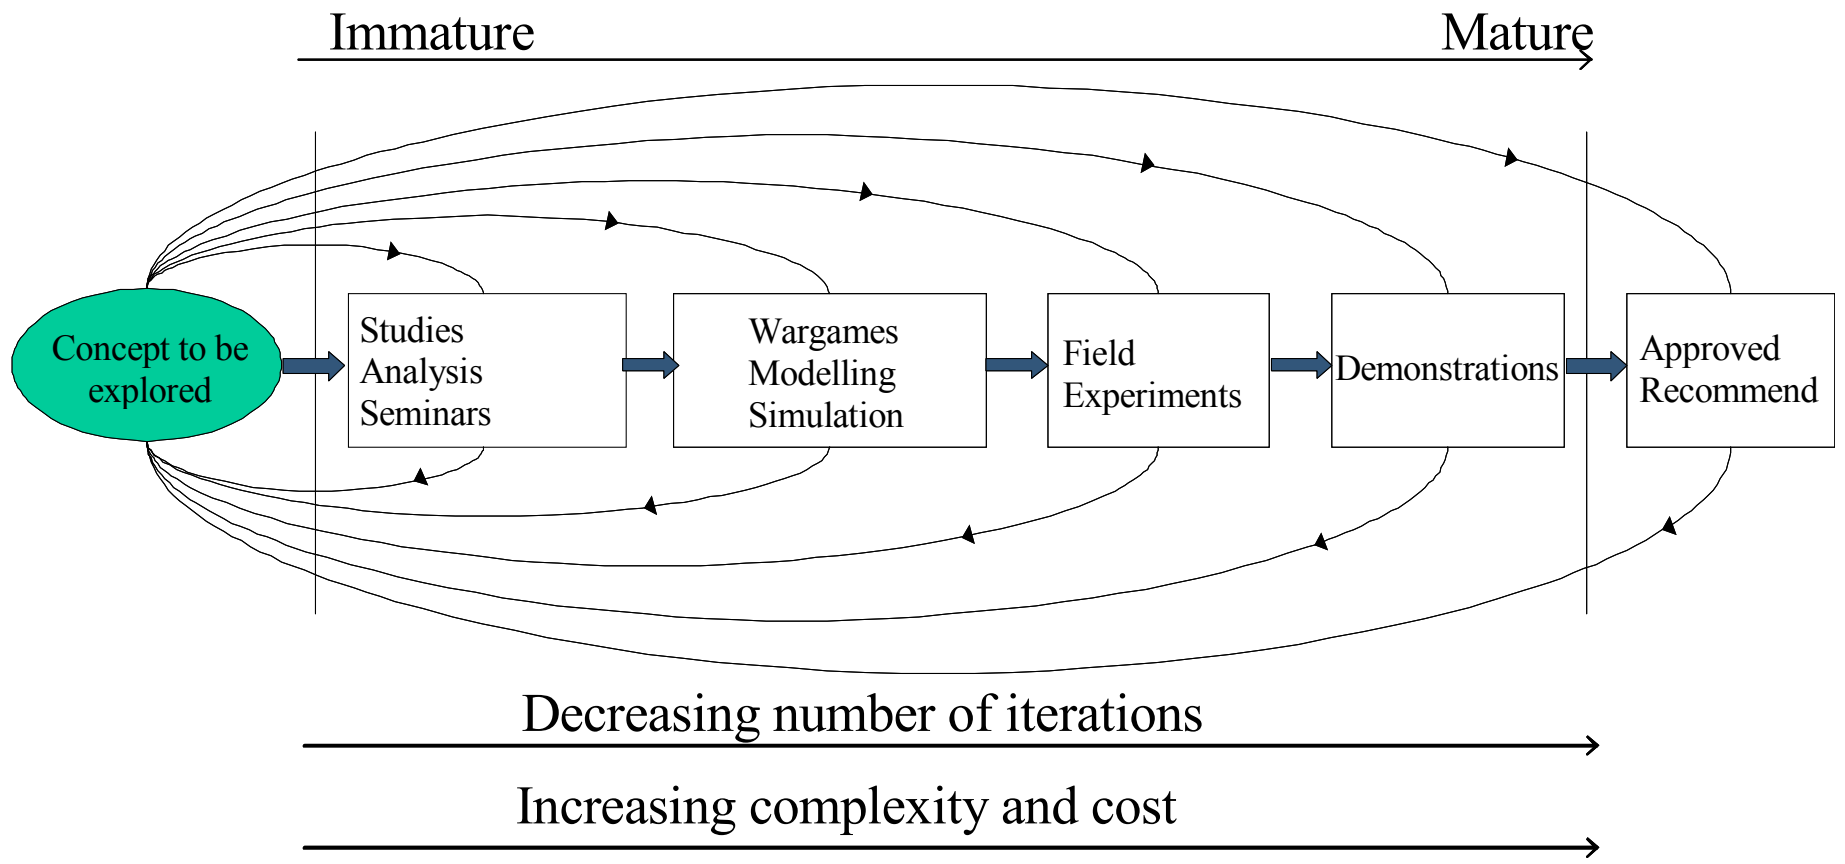 Immature
Mature
Concept to be
explored
Studies
Analysis
Seminars
Wargames
Modelling
Simulation
Field
Experiments
Demonstrations
Approved
Recommend
Decreasing number of iterations
Increasing complexity and cost